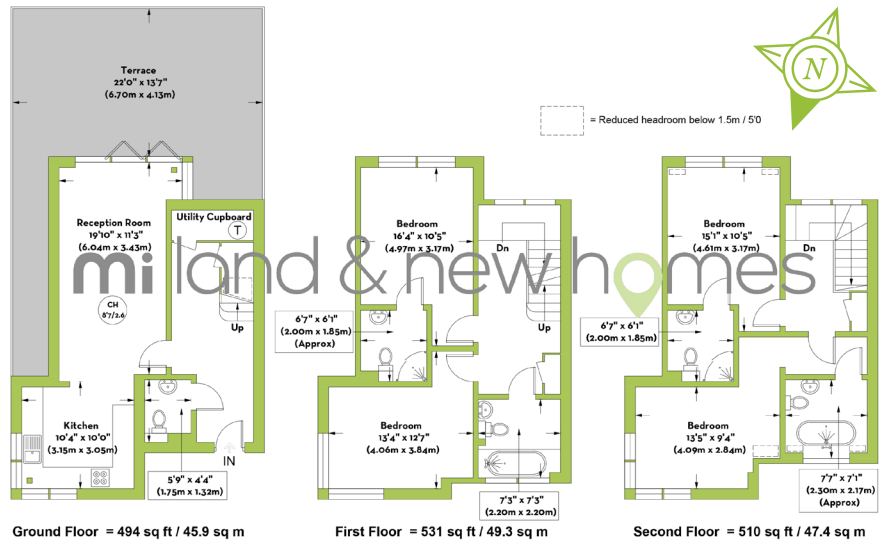 Terrace
22'0" x 13'7"
(6.70m x 4.13m)
N
= Reduced headroom below 1.5m / 5'0
Reception Room
19'10" x 11'3"
(6.04m x 3.43m)
Utility Cupboard
T
CH
8'7/2.6
Up
Kitchen
10'4" x 10'0"
(3.15m x 3.05m)
IN
5'9" x 4'4"
(1.75m x 1.32m)
Ground Floor = 494 sq ft / 45.9 sq m
Bedroom
16'4" x 10'5"
(4.97m x 3.17m)
Dn
6'7" x 6'1"
(2.00m x 1.85m)
(Approx)
Up
Bedroom
13'4" x 12'7"
(4.06m x 3.84m)
7'3" x 7'3"
(2.20m x 2.20m)
First Floor = 531 sq ft / 49.3 sq m
Bedroom
15'1" x 10'5"
(4.61m x 3.17m)
Dn
6'7" x 6'1"
(2.00m x 1.85m)
Bedroom
13'5" x 9'4"
(4.09m x 2.84m)
7'7" x 7'1"
(2.30m x 2.17m)
(Approx)
Second Floor = 510 sq ft / 47.4 sq m
mi land & new homes